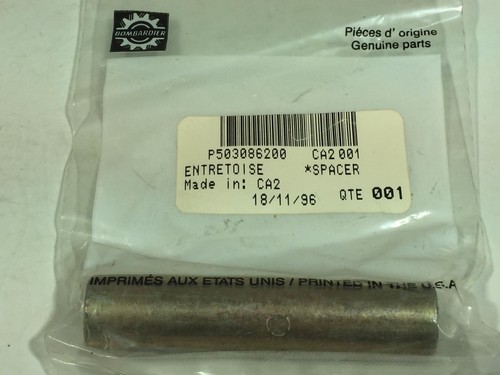 BOMBARDIER
Piéces d' origine
Genuine parts
P503086200 CA2 001
ENTRETOISE *SPACER
Made in: CA2
18/11/96 QTE 001
IMPRIMÉS AUX ETATS UNIS / PRINTED IN THE U.S.A